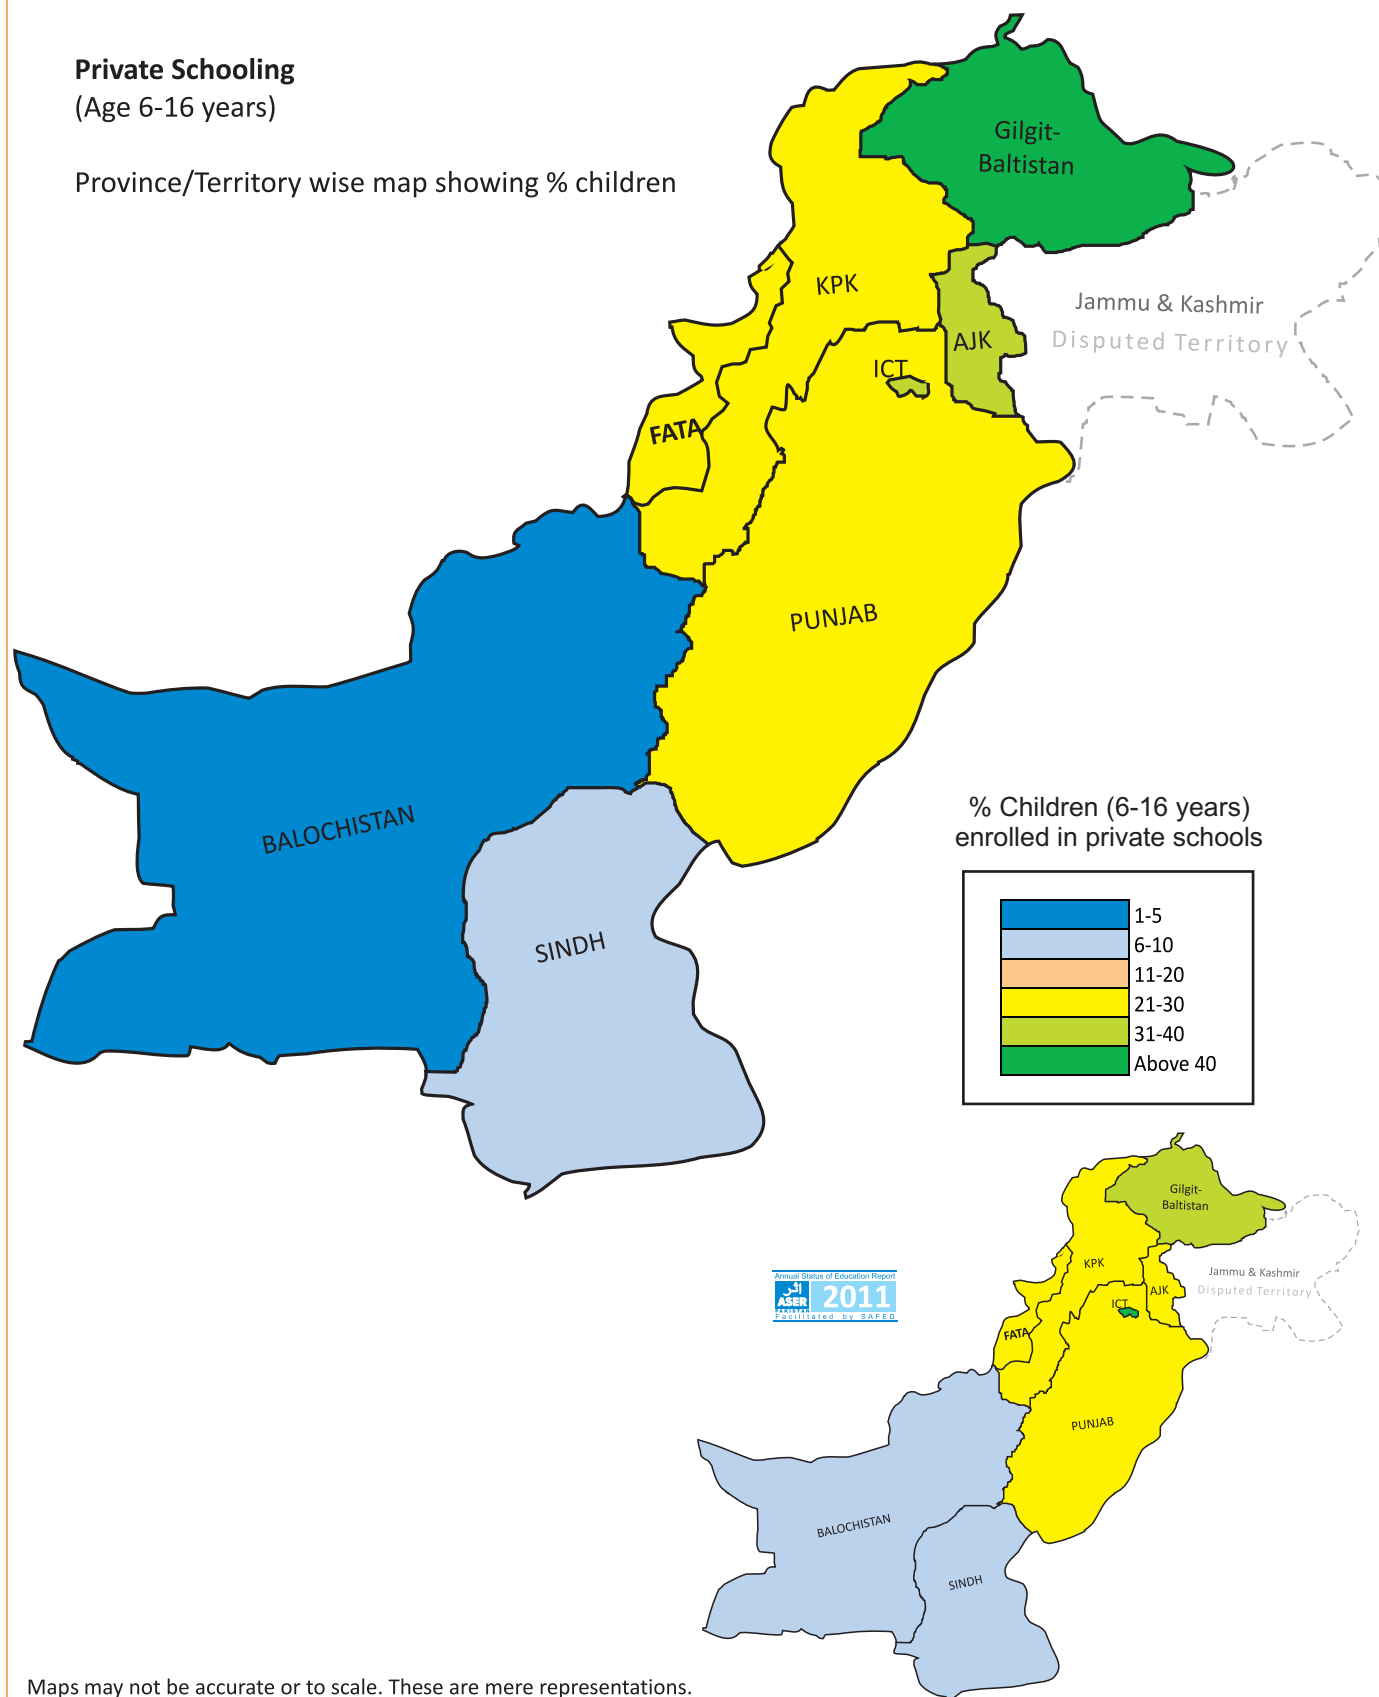 Private Schooling
(Age 6-16 years)
Province/Territory wise map showing % children
Gilgit-
Baltistan
KPK
Jammu & Kashmir
Disputed Territory
AJK
ICT
FATA
PUNJAB
BALOCHISTAN
SINDH
% Children (6-16 years)
enrolled in private schools
1-5
6-10
11-20
21-30
31-40
Above 40
Annual Status of Education Report
اثر
ASER
PAKISTAN
2011
Facilitated by SAFED
Gilgit-
Baltistan
KPK
Jammu & Kashmir
Disputed Territory
AJK
ICT
FATA
PUNJAB
BALOCHISTAN
SINDH
Maps may not be accurate or to scale. These are mere representations.